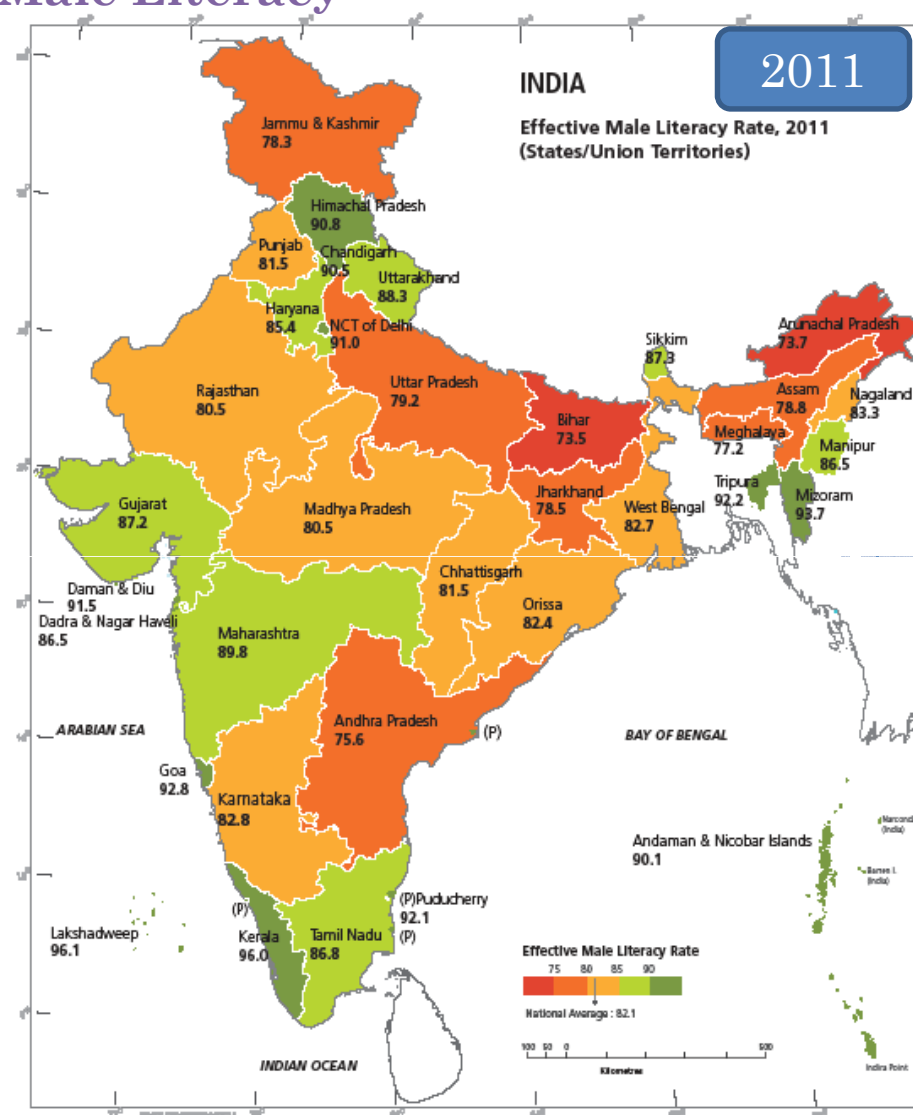 Male Literacy
2011
INDIA
Effective Male Literacy Rate, 2011
(States/Union Territories)
Jammu & Kashmir
78.3
Himachal Pradesh
90.8
Punjab
81.5
Chandigarh
90.5
Uttarakhand
88.3
Haryana
85.4
NCT of Delhi
91.0
Arunachal Pradesh
73.7
Sikkim
87.3
Rajasthan
80.5
Uttar Pradesh
79.2
Assam
78.8
Nagaland
83.3
Bihar
73.5
Meghalaya
77.2
Manipur
86.5
Gujarat
87.2
Madhya Pradesh
80.5
Jharkhand
78.5
West Bengal
82.7
Tripura
92.2
Mizoram
93.7
Daman & Diu
91.5
Dadra & Nagar Haveli
86.5
Chhattisgarh
81.5
Orissa
82.4
Maharashtra
89.8
ARABIAN SEA
Andhra Pradesh
75.6
(P)
BAY OF BENGAL
Goa
92.8
Karnataka
82.8
Andaman & Nicobar Islands
90.1
(India)
(India)
Lakshadweep
96.1
(P)
Kerala
96.0
Tamil Nadu
86.8
(P)Puducherry
92.1
(P)
Effective Male Literacy Rate
75 80 85 90
National Average : 82.1
100 50 0 500
Kilometres
INDIAN OCEAN
Indira Point